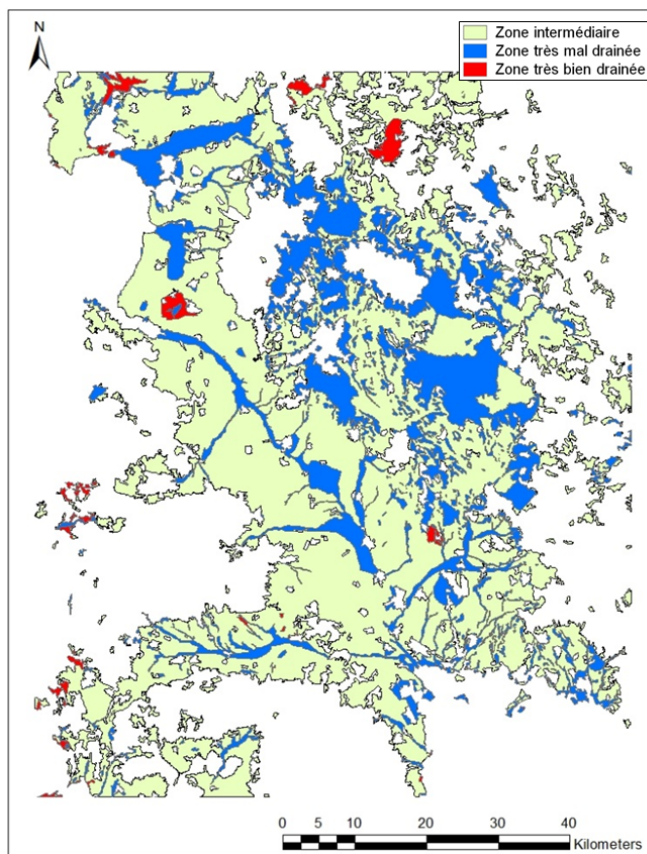 N
Zone intermédiaire
Zone très mal drainée
Zone très bien drainée
0 5 10 20 30 40
Kilometers